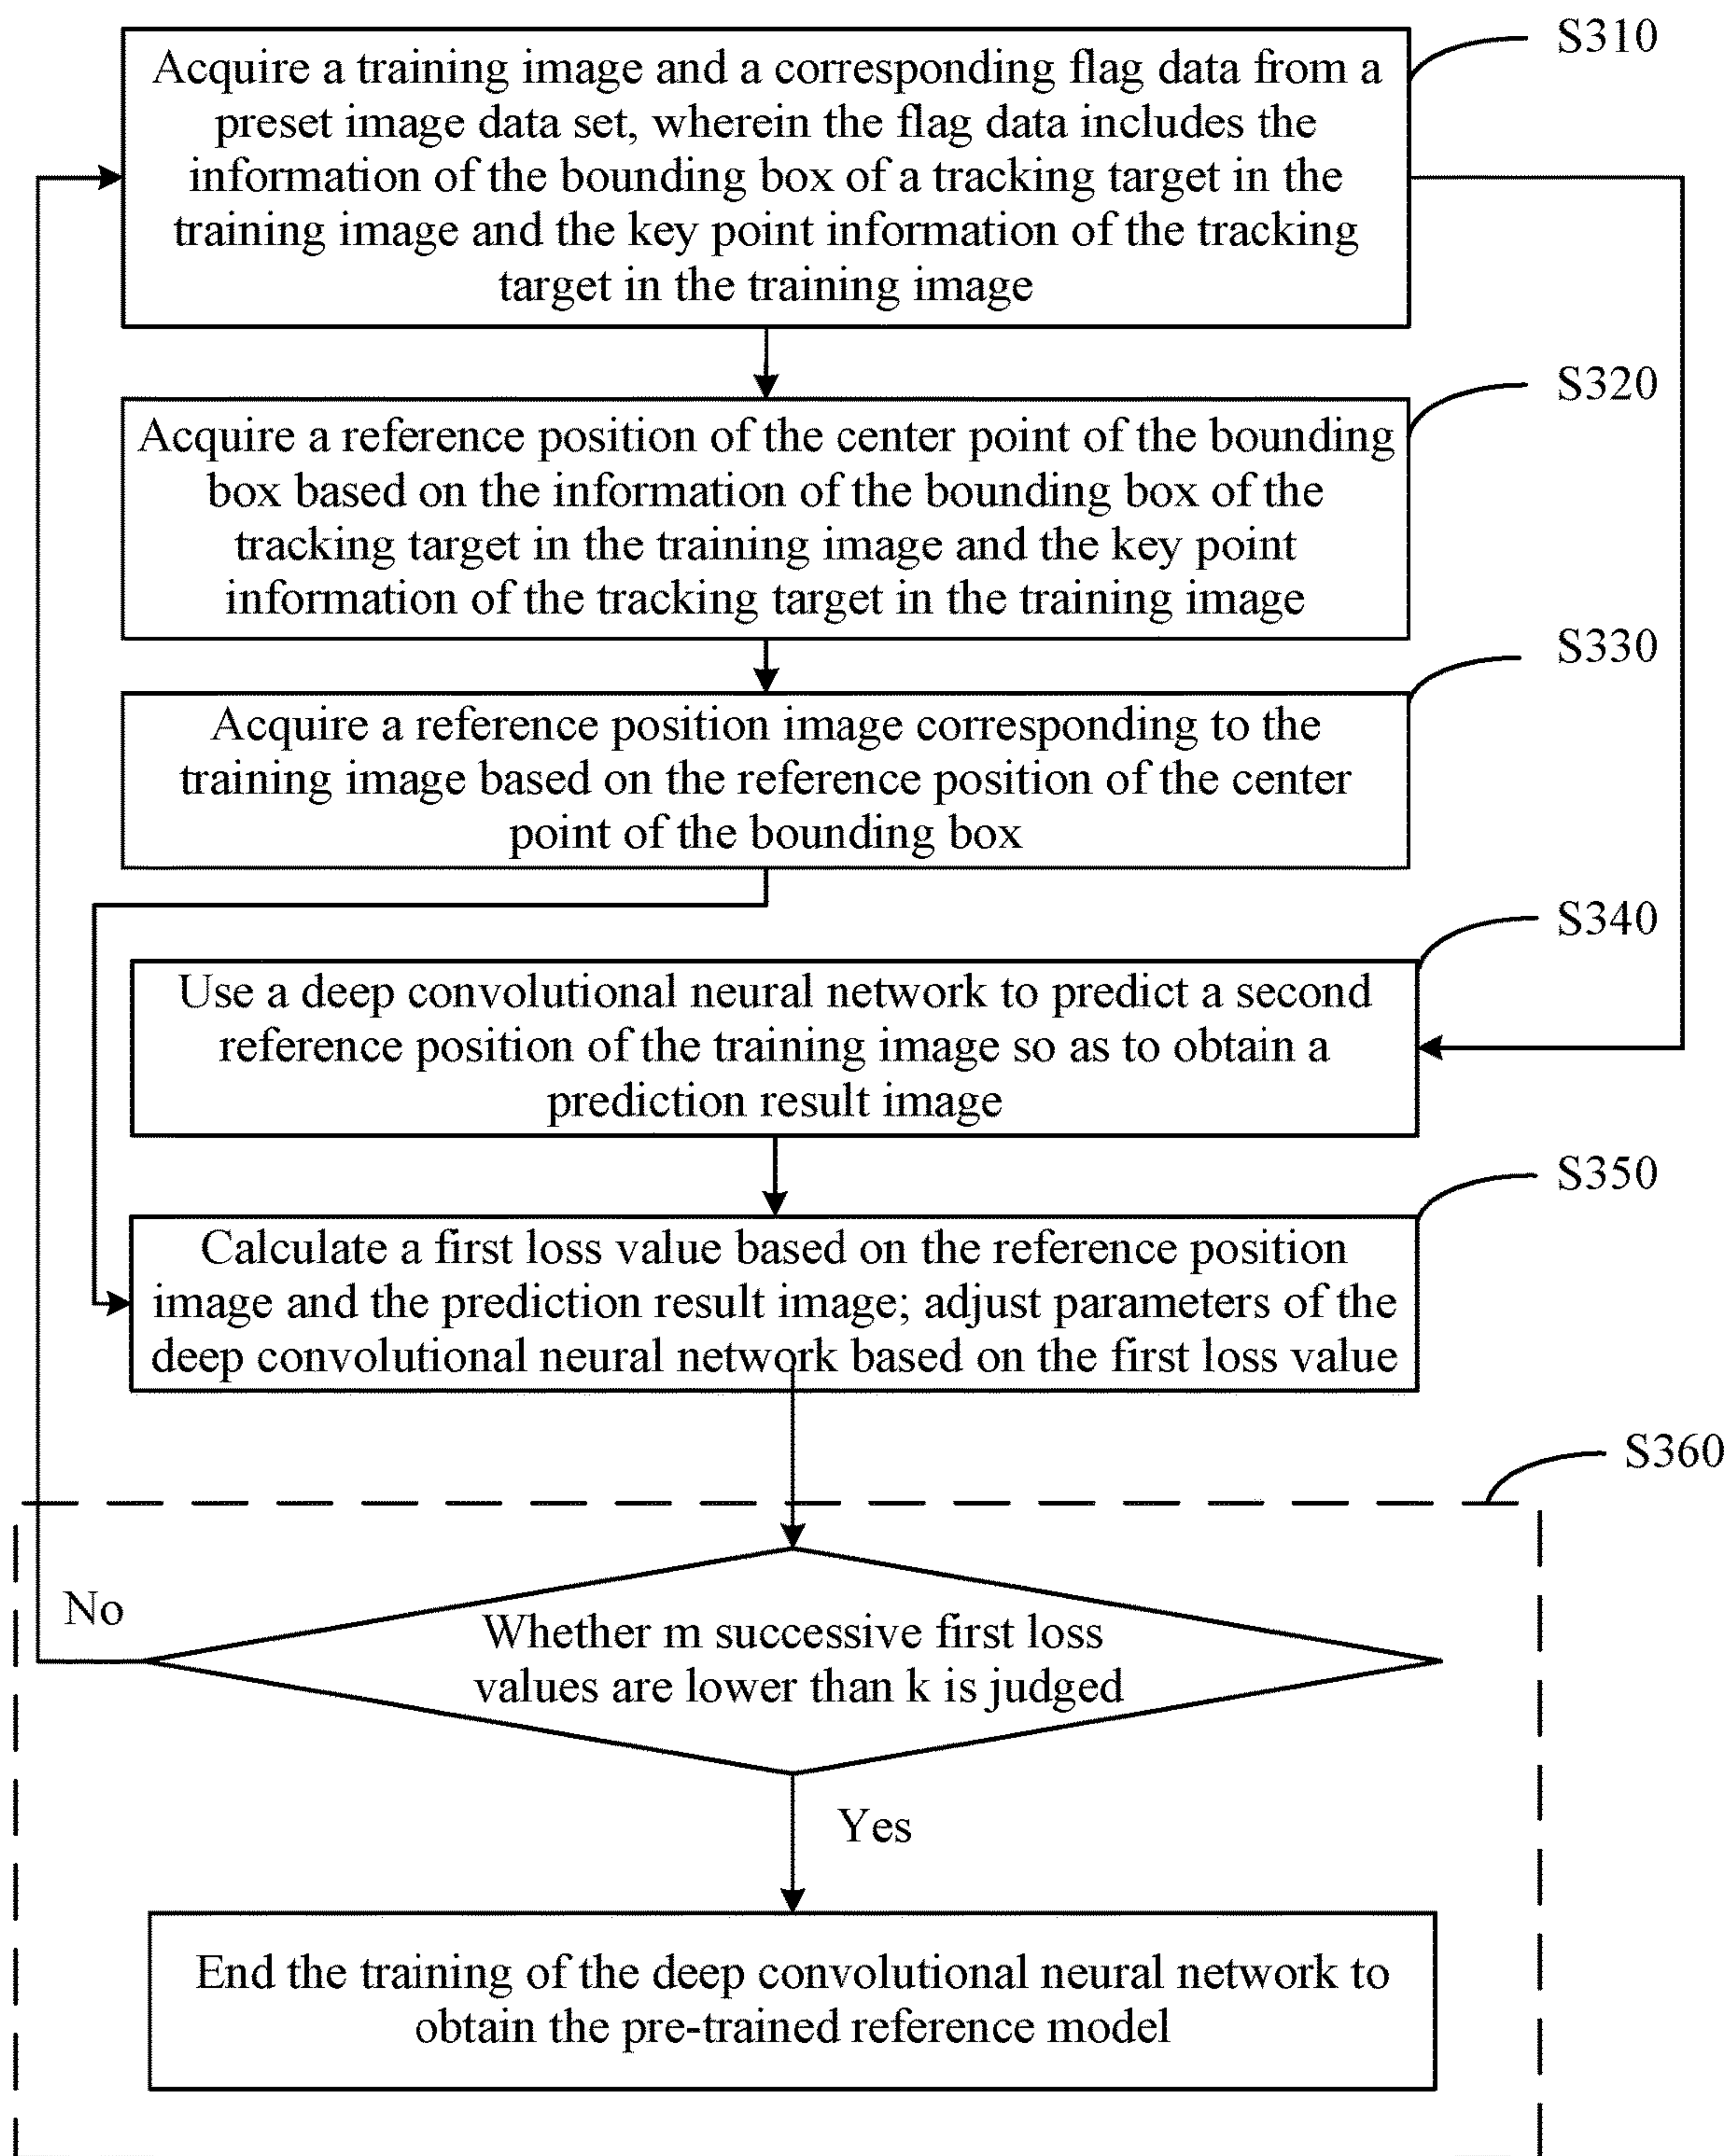 S310
Acquire a training image and a corresponding flag data from a
preset image data set, wherein the flag data includes the
information of the bounding box of a tracking target in the
training image and the key point information of the tracking
target in the training image
S320
Acquire a reference position of the center point of the bounding
box based on the information of the bounding box of the
tracking target in the training image and the key point
information of the tracking target in the training image
S330
Acquire a reference position image corresponding to the
training image based on the reference position of the center
point of the bounding box
S340
Use a deep convolutional neural network to predict a second
reference position of the training image so as to obtain a
prediction result image
S350
Calculate a first loss value based on the reference position
image and the prediction result image; adjust parameters of the
deep convolutional neural network based on the first loss value
S360
No
Whether m successive first loss
values are lower than k is judged
Yes
End the training of the deep convolutional neural network to
obtain the pre-trained reference model